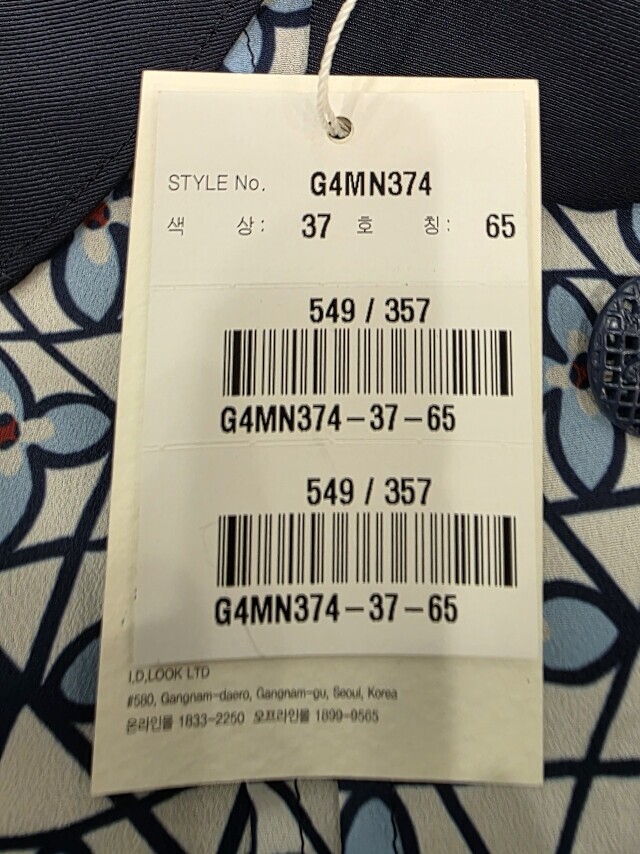 STYLE No. G4MN374
색 상: 37 호 칭: 65
549 / 357
G4MN374-37-65
549 / 357
G4MN374-37-65
I.D.LOOK LTD
#580, Gangnam-daero, Gangnam-gu, Seoul, Korea
온라인몰 1833-2250 오프라인몰 1899-9565